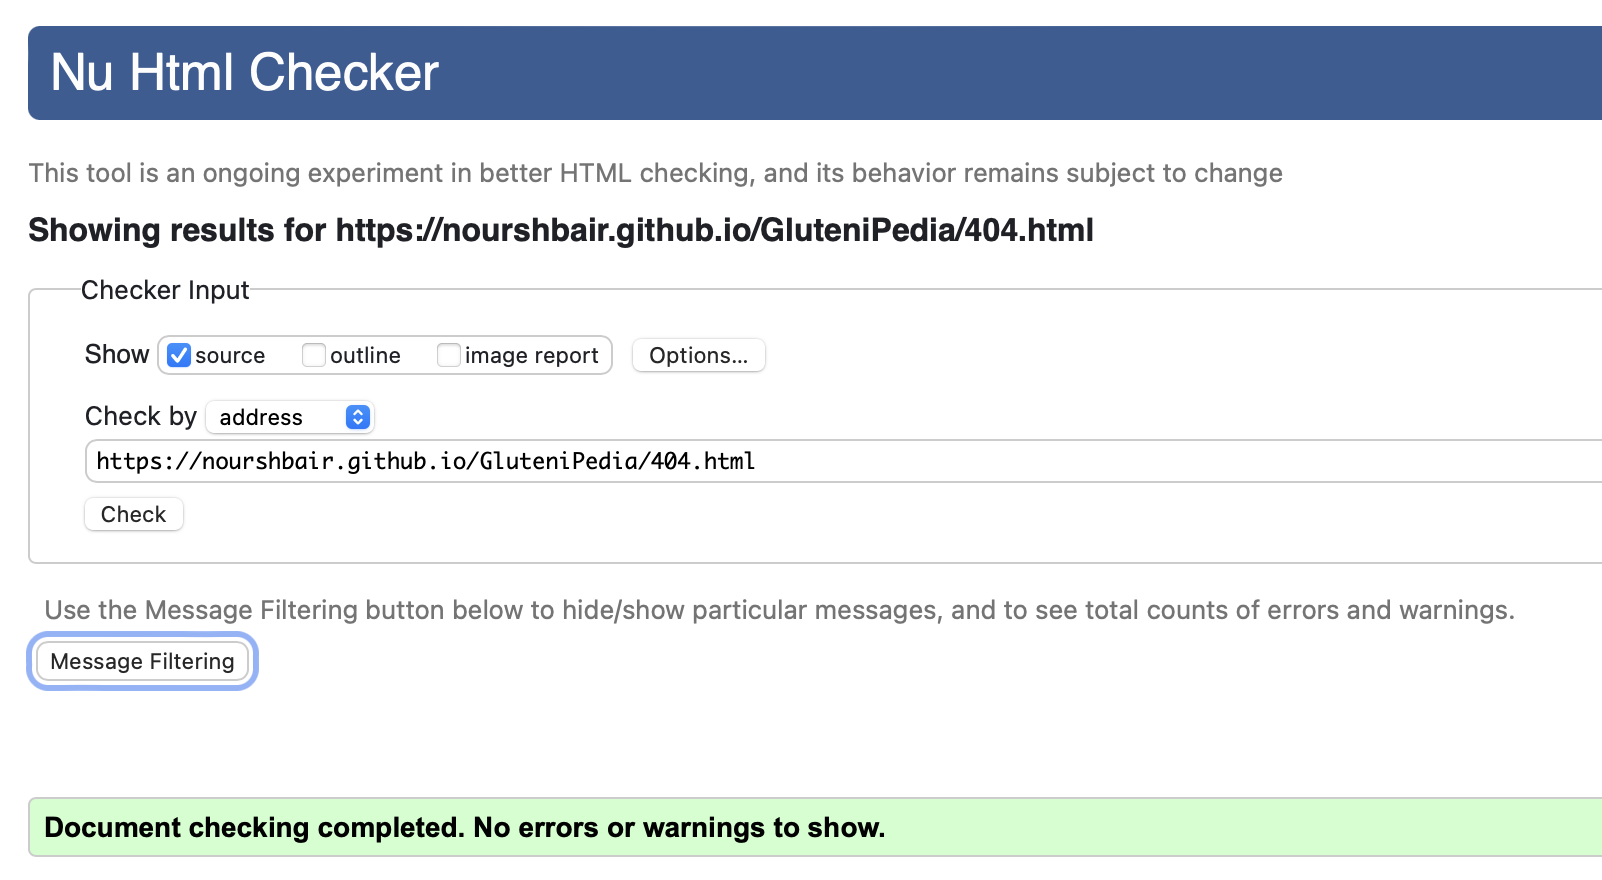 Nu Html Checker
This tool is an ongoing experiment in better HTML checking, and its behavior remains subject to change
Showing results for https://nourshbair.github.io/GluteniPedia/404.html
Checker Input
Show source outline image report Options...
Check by address
https://nourshbair.github.io/GluteniPedia/404.html
Check
Use the Message Filtering button below to hide/show particular messages, and to see total counts of errors and warnings.
Message Filtering
Document checking completed. No errors or warnings to show.